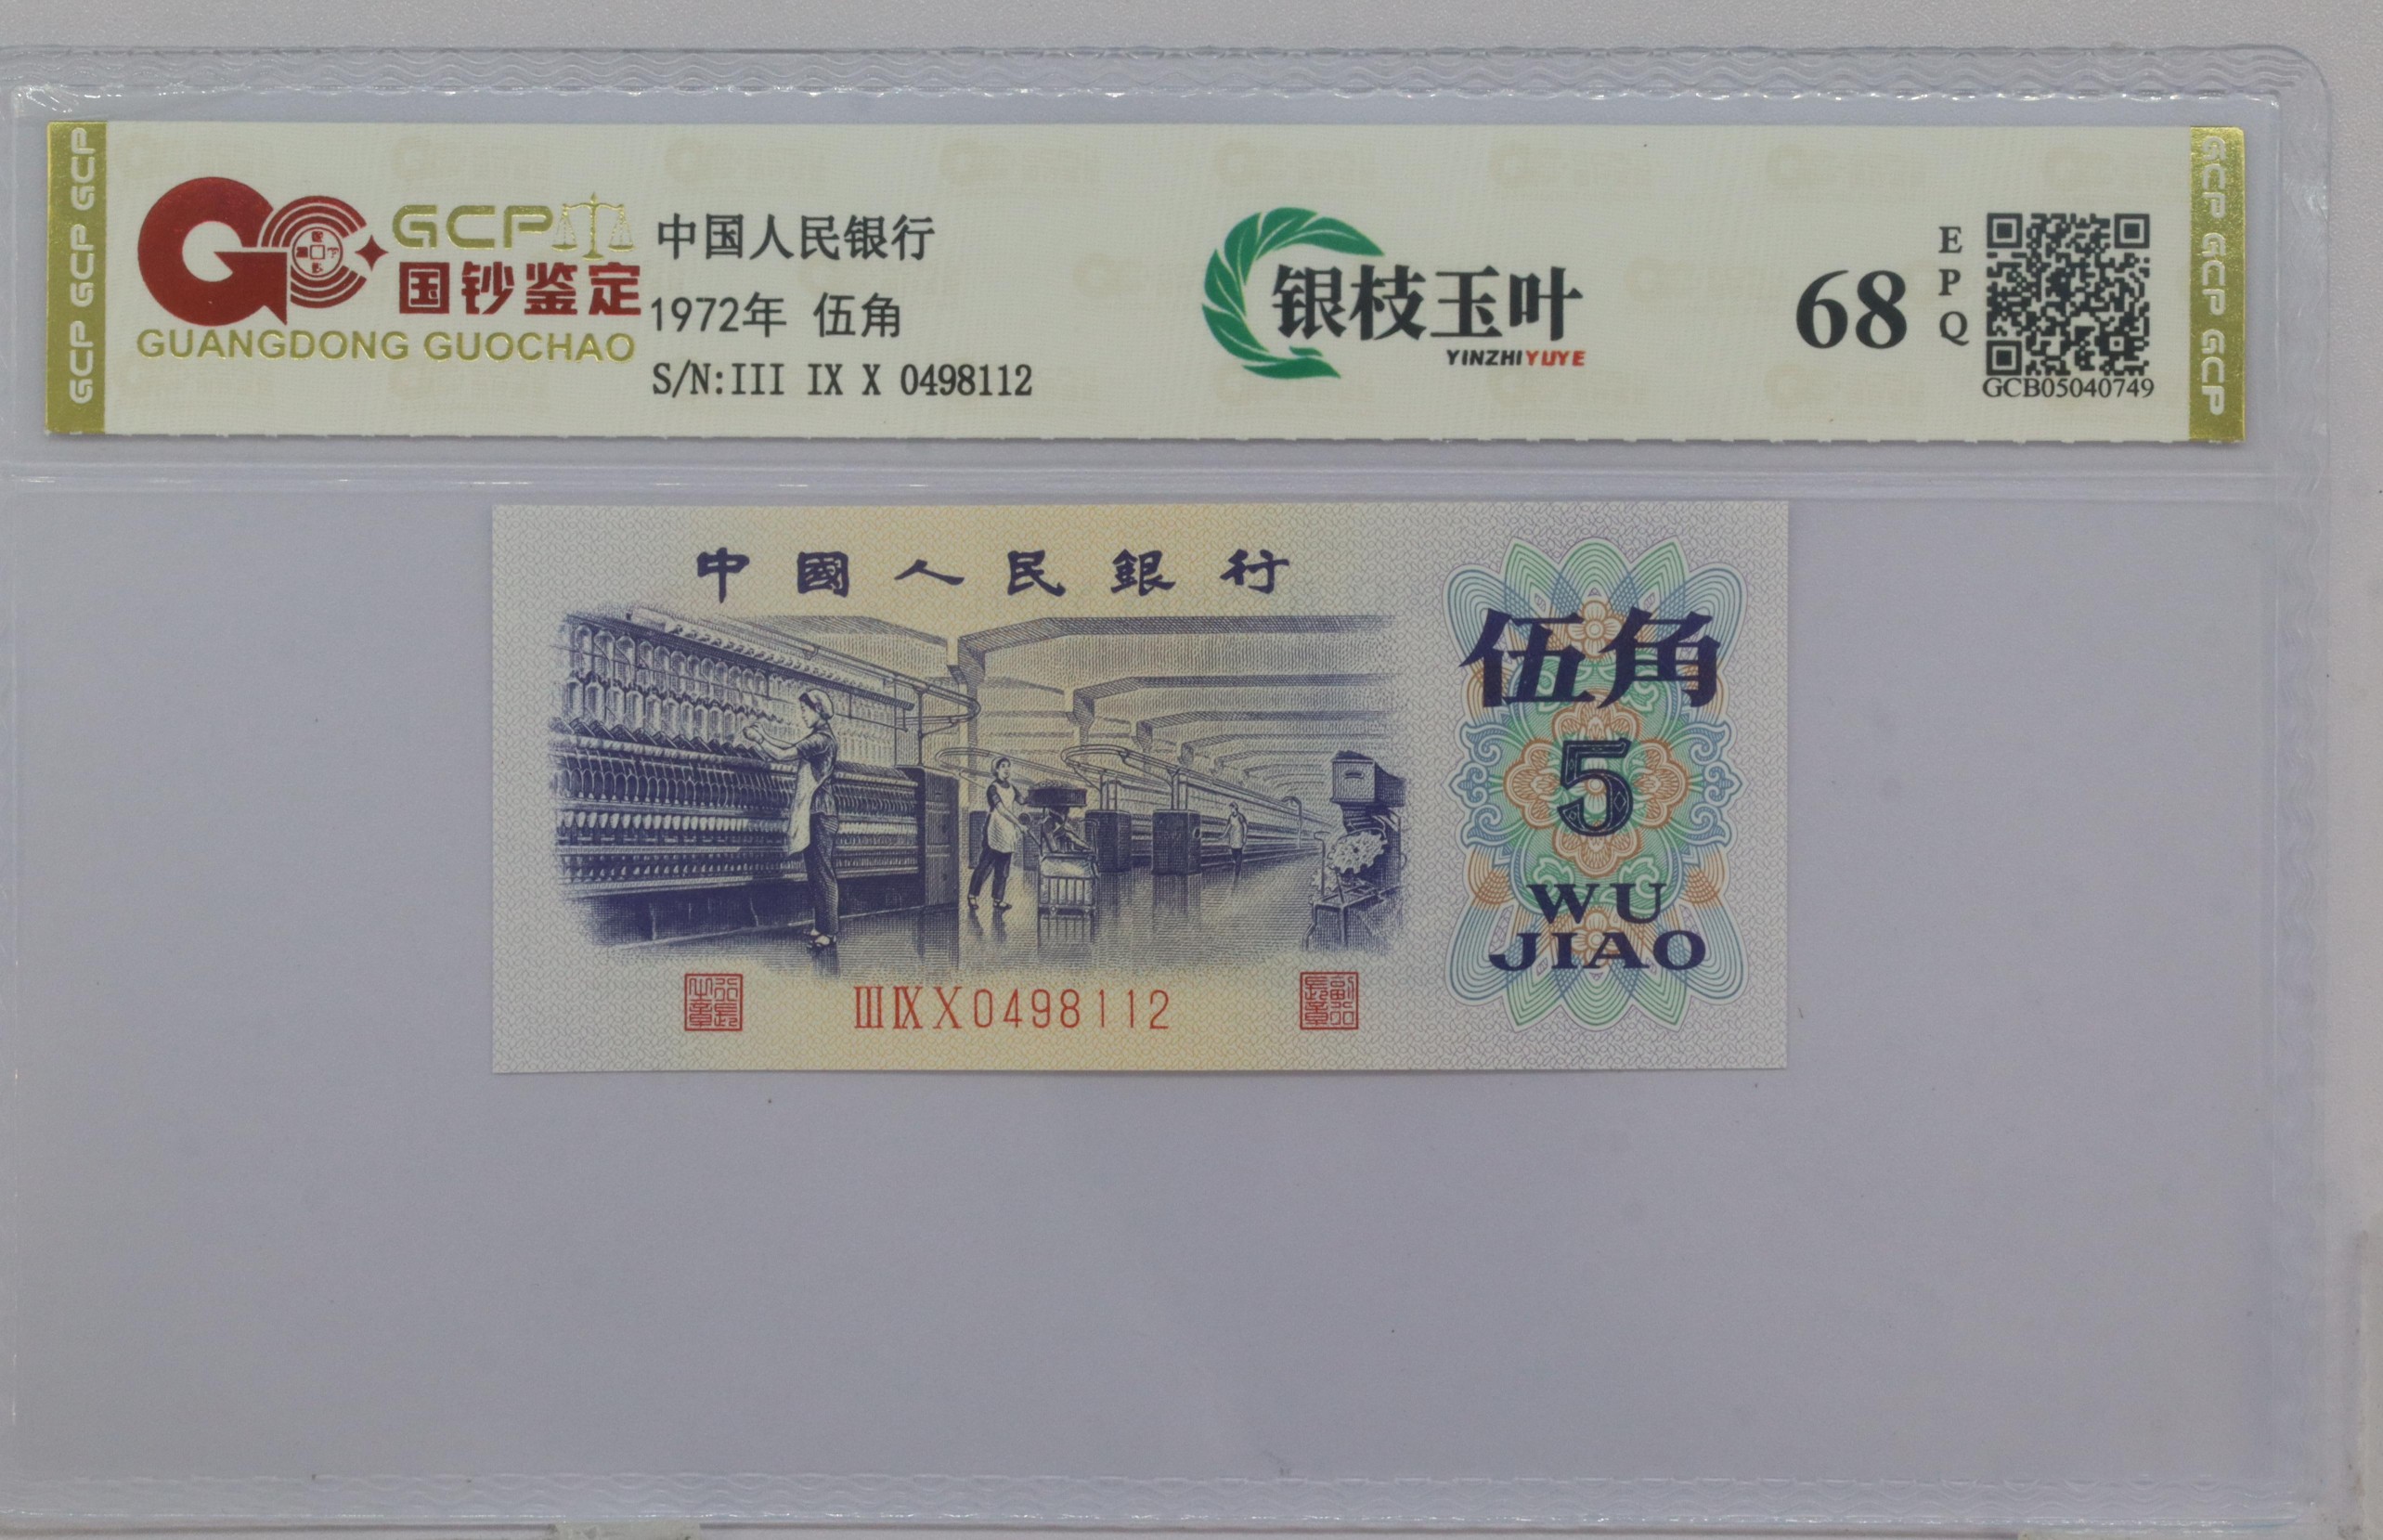 GCP GCP GCP
GCP
国钞鉴定
GUANGDONG GUOCHAO
中国人民银行
1972年 伍角
S/N:III IX X 0498112
银枝玉叶
YINZHIYUYE
68
EPQ
GCB05040749
GCP GCP GCP
中國人民銀行
伍角
5
WU
JIAO
III IX X 0498112